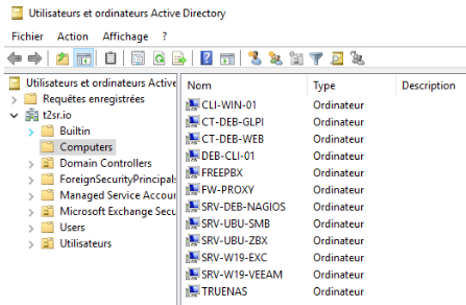 Utilisateurs et ordinateurs Active Directory
Fichier Action Affichage ?
Utilisateurs et ordinateurs Active
Requêtes enregistrées
t2sr.io
Builtin
Computers
Domain Controllers
ForeignSecurityPrincipals
Managed Service Accour
Microsoft Exchange Secu
Users
Utilisateurs
Nom Type Description
CLI-WIN-01 Ordinateur
CT-DEB-GLPI Ordinateur
CT-DEB-WEB Ordinateur
DEB-CLI-01 Ordinateur
FREEPBX Ordinateur
FW-PROXY Ordinateur
SRV-DEB-NAGIOS Ordinateur
SRV-UBU-SMB Ordinateur
SRV-UBU-ZBX Ordinateur
SRV-W19-EXC Ordinateur
SRV-W19-VEEAM Ordinateur
TRUENAS Ordinateur